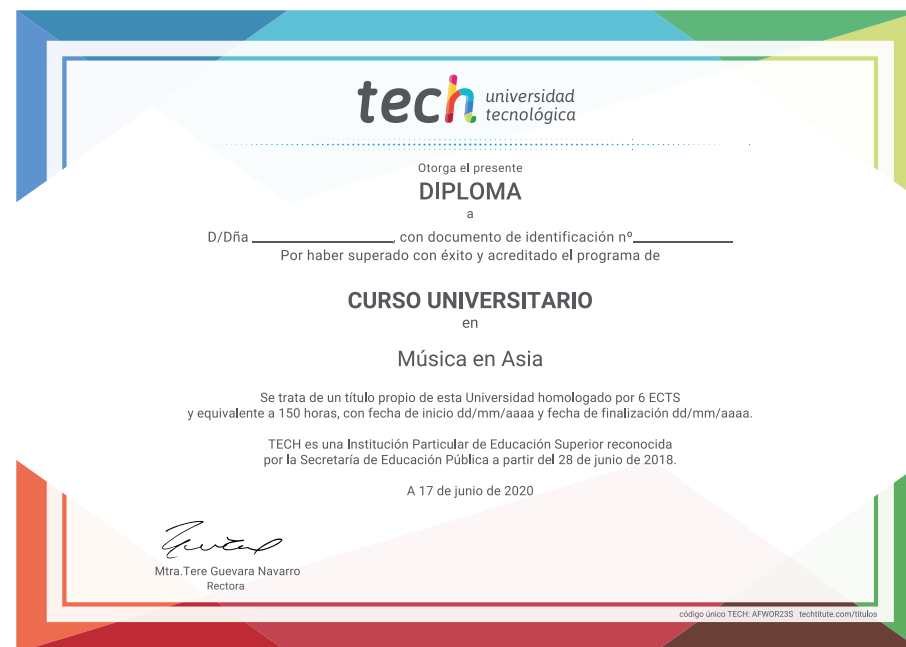 tech universidad
tecnológica
Otorga el presente
DIPLOMA
a
D/Dña ____________________, con documento de identificación nº______________
Por haber superado con éxito y acreditado el programa de
CURSO UNIVERSITARIO
en
Música en Asia
Se trata de un título propio de esta Universidad homologado por 6 ECTS
y equivalente a 150 horas, con fecha de inicio dd/mm/aaaa y fecha de finalización dd/mm/aaaa.
TECH es una Institución Particular de Educación Superior reconocida
por la Secretaría de Educación Pública a partir del 28 de junio de 2018.
A 17 de junio de 2020
Mtra.Tere Guevara Navarro
Rectora
código único TECH: AFWOR23S techtitute.com/titulos